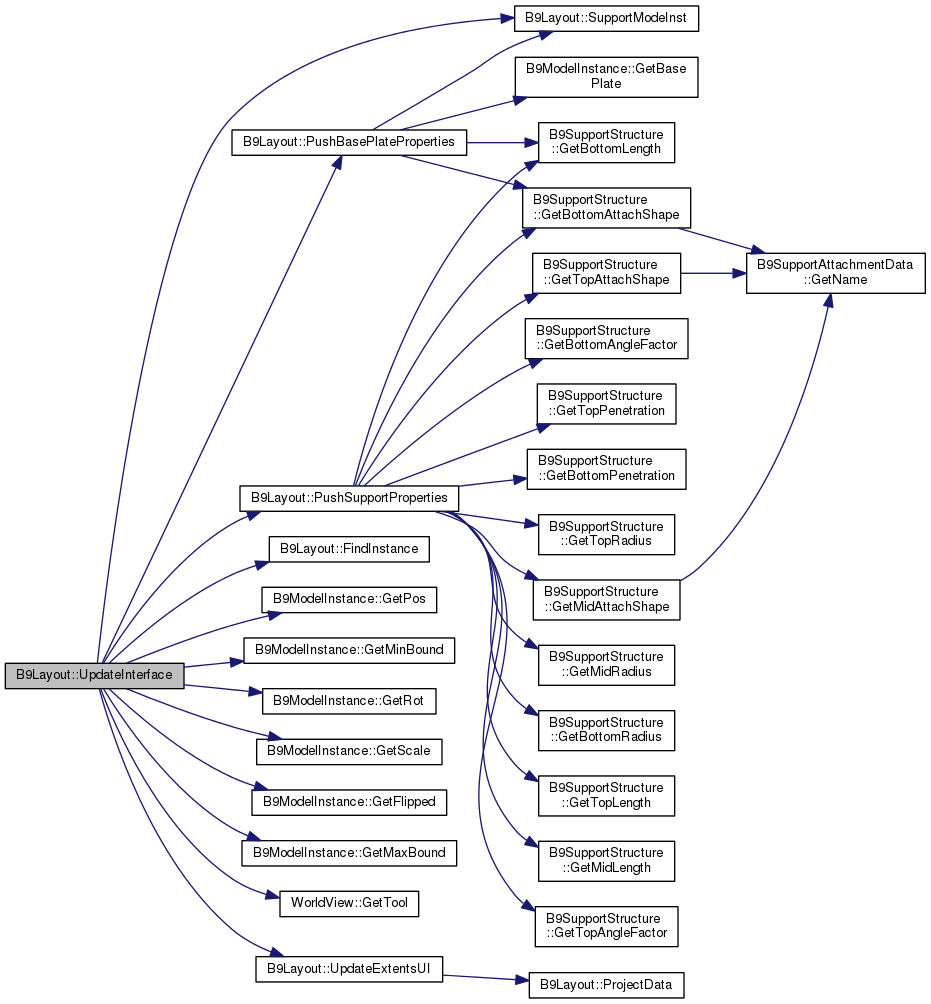 B9Layout::SupportModeInst
B9ModelInstance::GetBase
Plate
B9Layout::PushBasePlateProperties
B9SupportStructure
::GetBottomLength
B9SupportStructure
::GetBottomAttachShape
B9SupportStructure
::GetTopAttachShape
B9SupportAttachmentData
::GetName
B9SupportStructure
::GetBottomAngleFactor
B9SupportStructure
::GetTopPenetration
B9SupportStructure
::GetBottomPenetration
B9Layout::PushSupportProperties
B9SupportStructure
::GetTopRadius
B9Layout::FindInstance
B9ModelInstance::GetPos
B9SupportStructure
::GetMidAttachShape
B9ModelInstance::GetMinBound
B9SupportStructure
::GetMidRadius
B9Layout::UpdateInterface
B9ModelInstance::GetRot
B9SupportStructure
::GetBottomRadius
B9ModelInstance::GetScale
B9ModelInstance::GetFlipped
B9SupportStructure
::GetTopLength
B9ModelInstance::GetMaxBound
B9SupportStructure
::GetMidLength
WorldView::GetTool
B9SupportStructure
::GetTopAngleFactor
B9Layout::UpdateExtentsUI
B9Layout::ProjectData